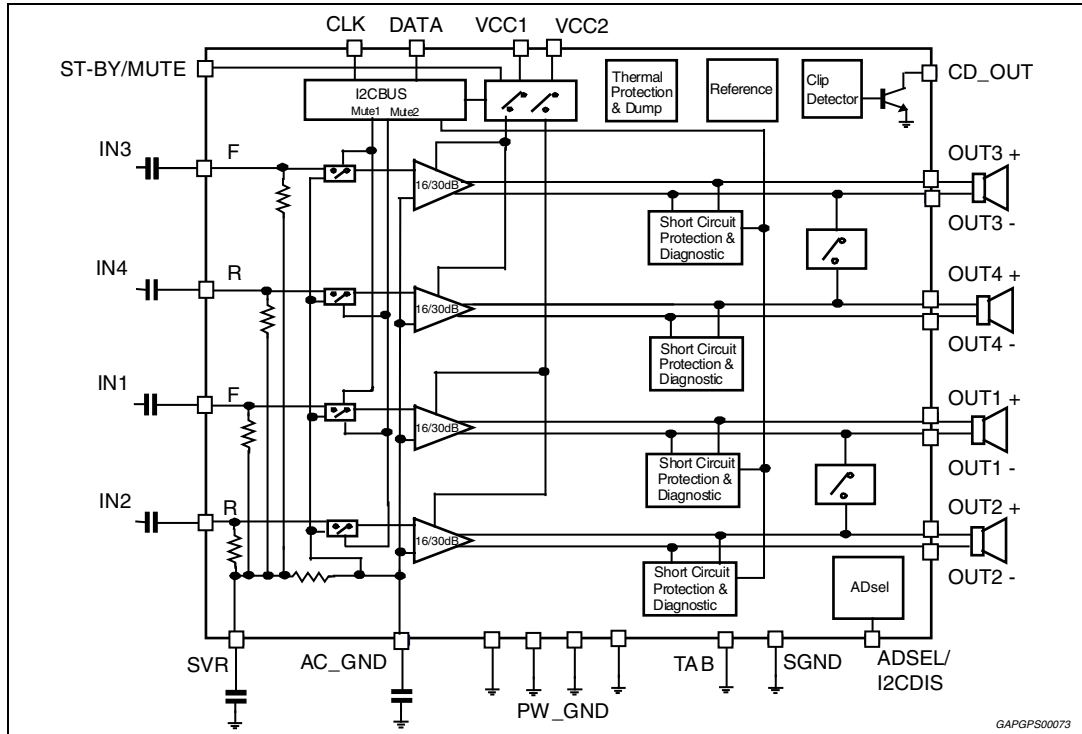 CLK DATA VCC1 VCC2
ST-BY/MUTE
I2CBUS
Mute1 Mute2
Thermal
Protection
& Dump
Reference
Clip
Detector
CD_OUT
IN3 F
16/30dB
OUT3 +
Short Circuit
Protection &
Diagnostic
OUT3 -
IN4 R
16/30dB
OUT4 +
Short Circuit
Protection &
Diagnostic
OUT4 -
IN1 F
16/30dB
OUT1 +
Short Circuit
Protection &
Diagnostic
OUT1 -
IN2 R
16/30dB
OUT2 +
Short Circuit
Protection &
Diagnostic
OUT2 -
ADsel
SVR AC_GND PW_GND TAB SGND ADSEL/
I2CDIS
GAPGPS00073